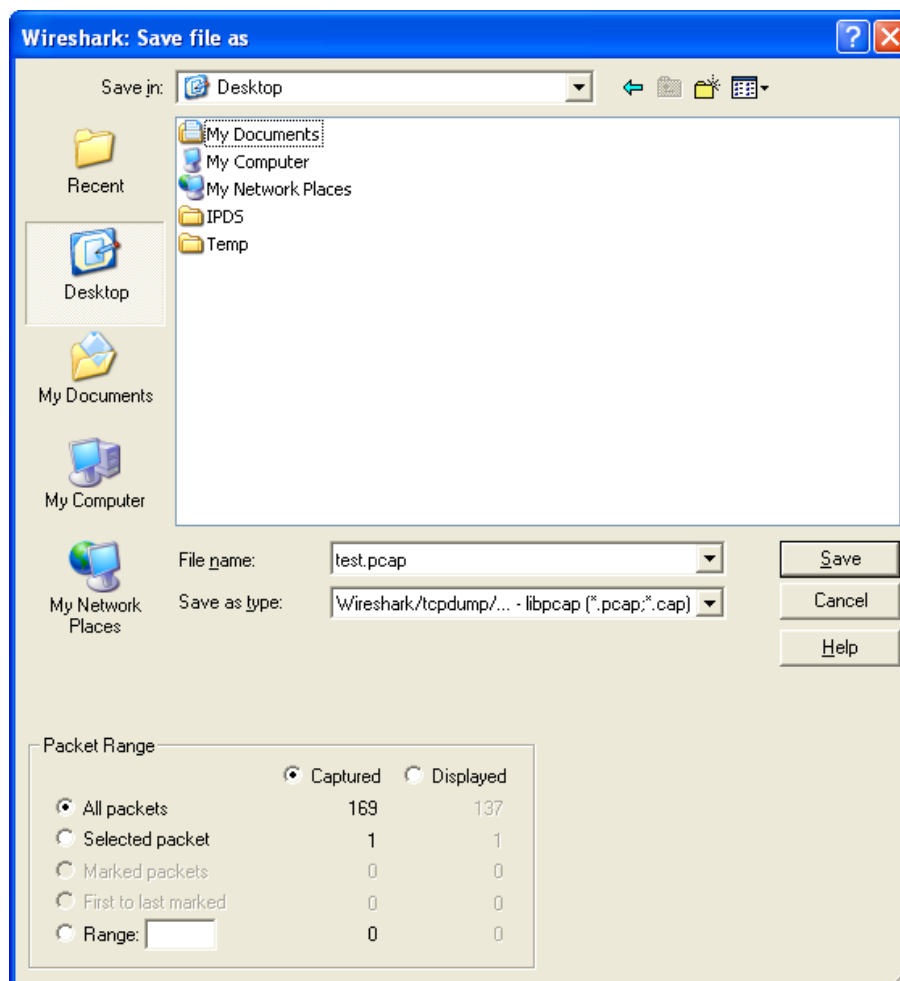 Wireshark: Save file as
Save in: Desktop
My Documents
My Computer
My Network Places
IPDS
Temp
Recent
Desktop
My Documents
My Computer
My Network
Places
File name: test.pcap Save
Save as type: Wireshark/tcpdump/... - libpcap (*.pcap;*.cap) Cancel
Help
Packet Range
Captured Displayed
All packets 169 137
Selected packet 1 1
Marked packets 0 0
First to last marked 0 0
Range: 0 0